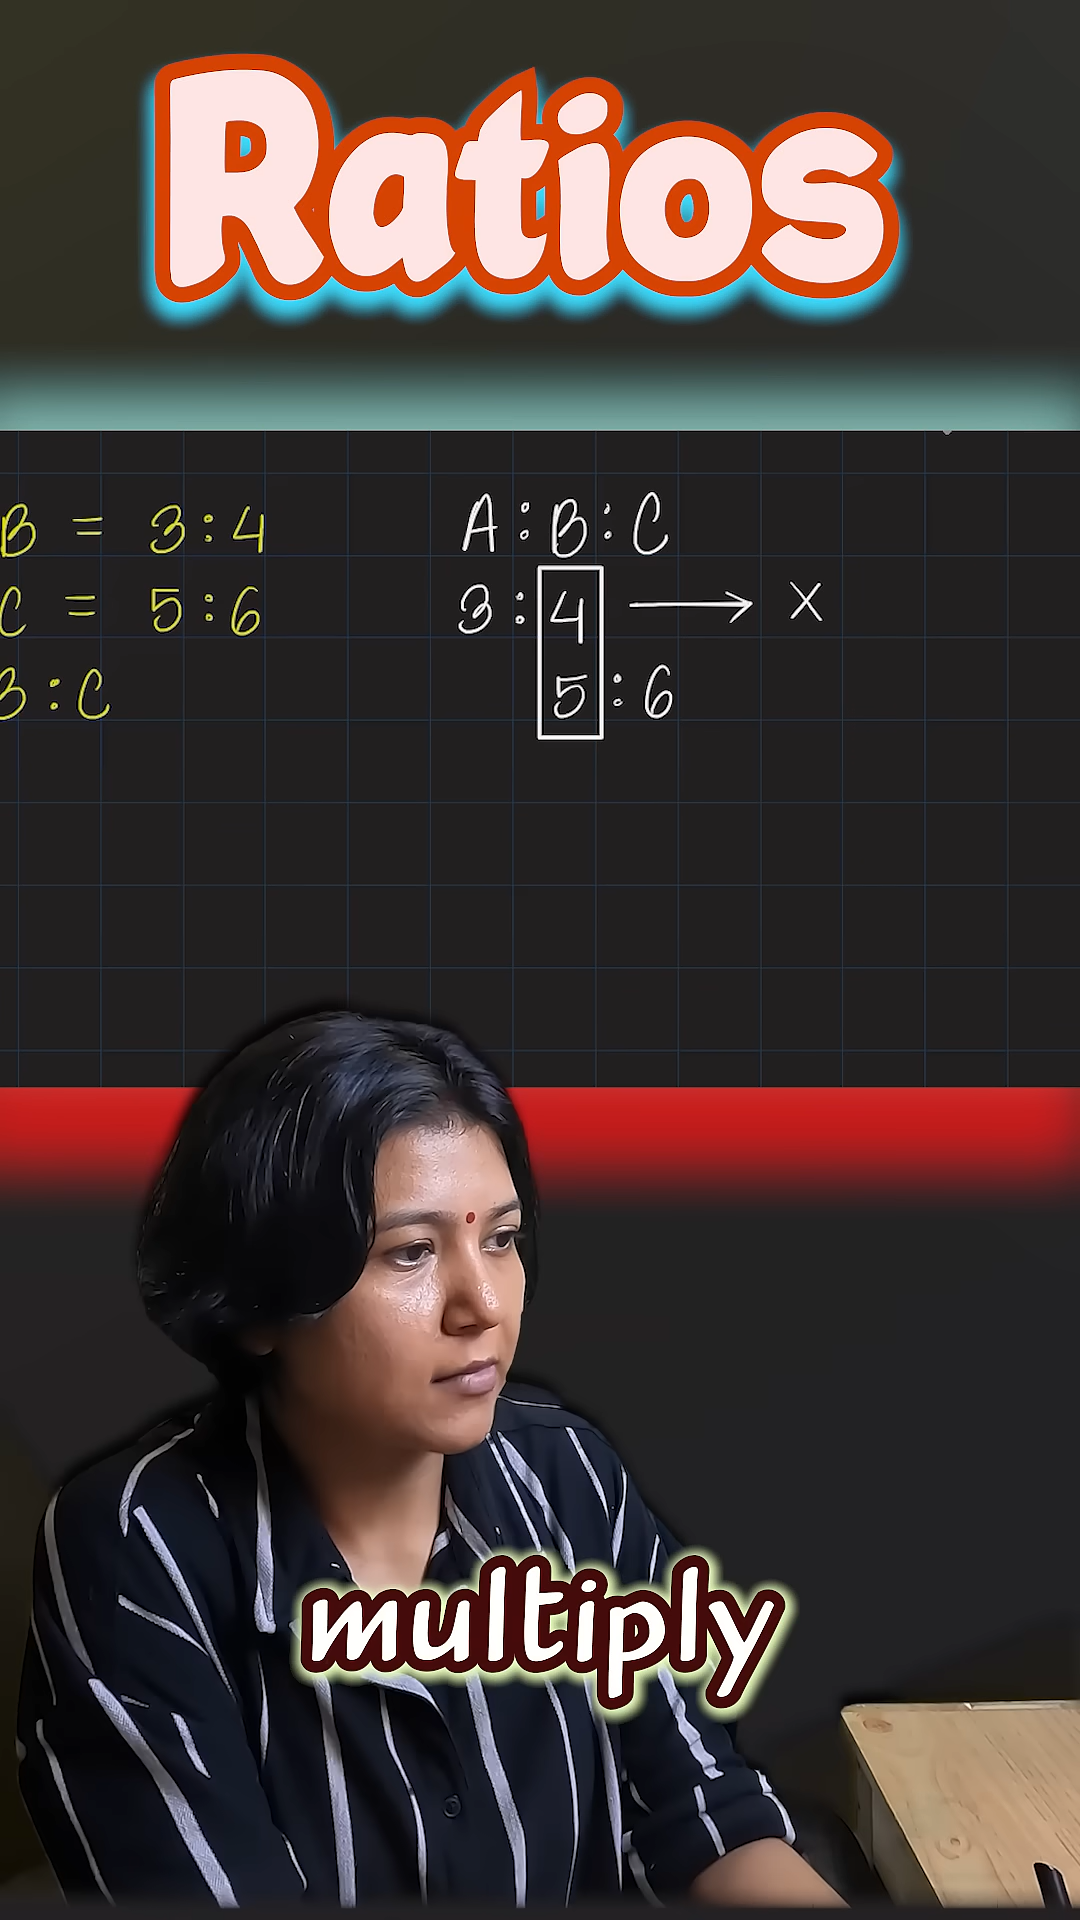 Ratios
B = 3:4
C = 5:6
3:C
A:B:C
3:4 → X
5:6
multiply